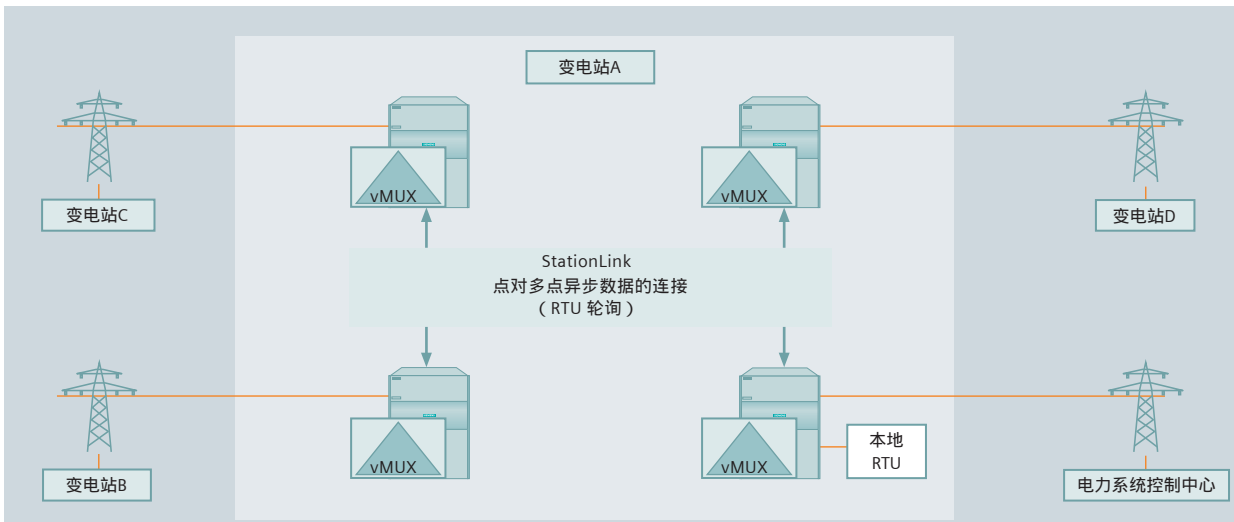 变电站A
vMUX
vMUX
变电站C
变电站D
StationLink
点对多点异步数据的连接
（RTU 轮询）
vMUX
vMUX
本地
RTU
变电站B
电力系统控制中心